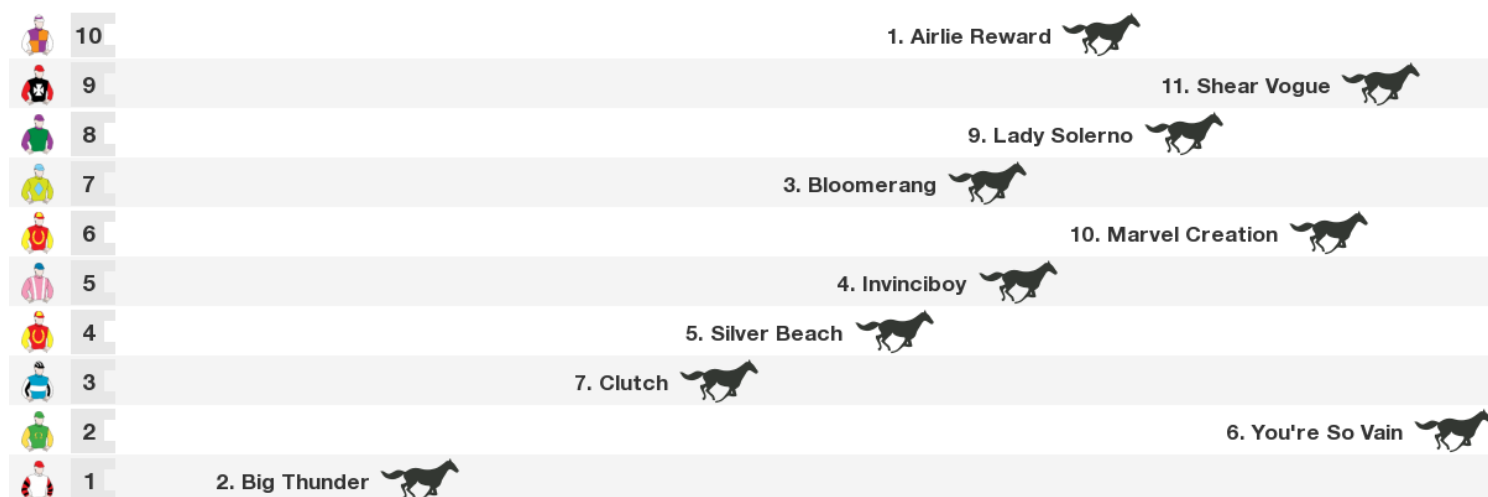 10 1. Airlie Reward
9 11. Shear Vogue
8 9. Lady Solerno
7 3. Bloomerang
6 10. Marvel Creation
5 4. Invinciboy
4 5. Silver Beach
3 7. Clutch
2 6. You're So Vain
1 2. Big Thunder